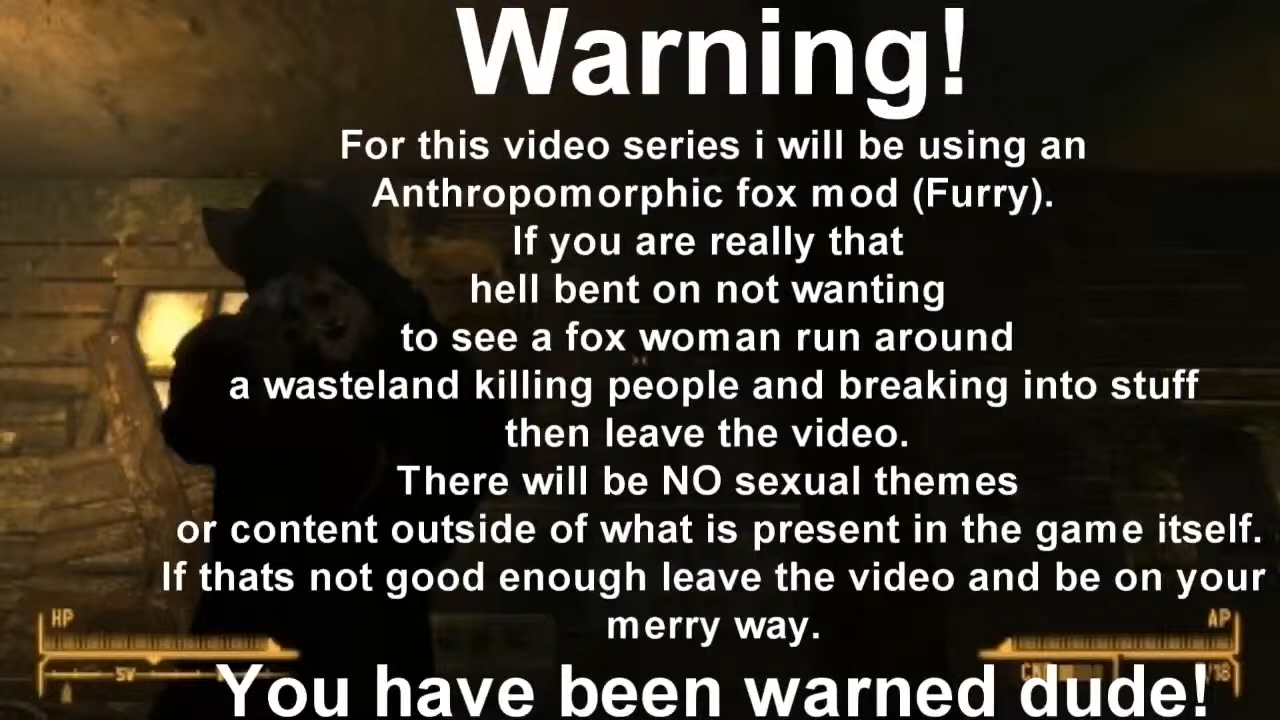 Warning!
For this video series i will be using an
Anthropomorphic fox mod (Furry).
If you are really that
hell bent on not wanting
to see a fox woman run around
a wasteland killing people and breaking into stuff
then leave the video.
There will be NO sexual themes
or content outside of what is present in the game itself.
If thats not good enough leave the video and be on your
merry way.
HP
AP
SW
/18
You have been warned dude!